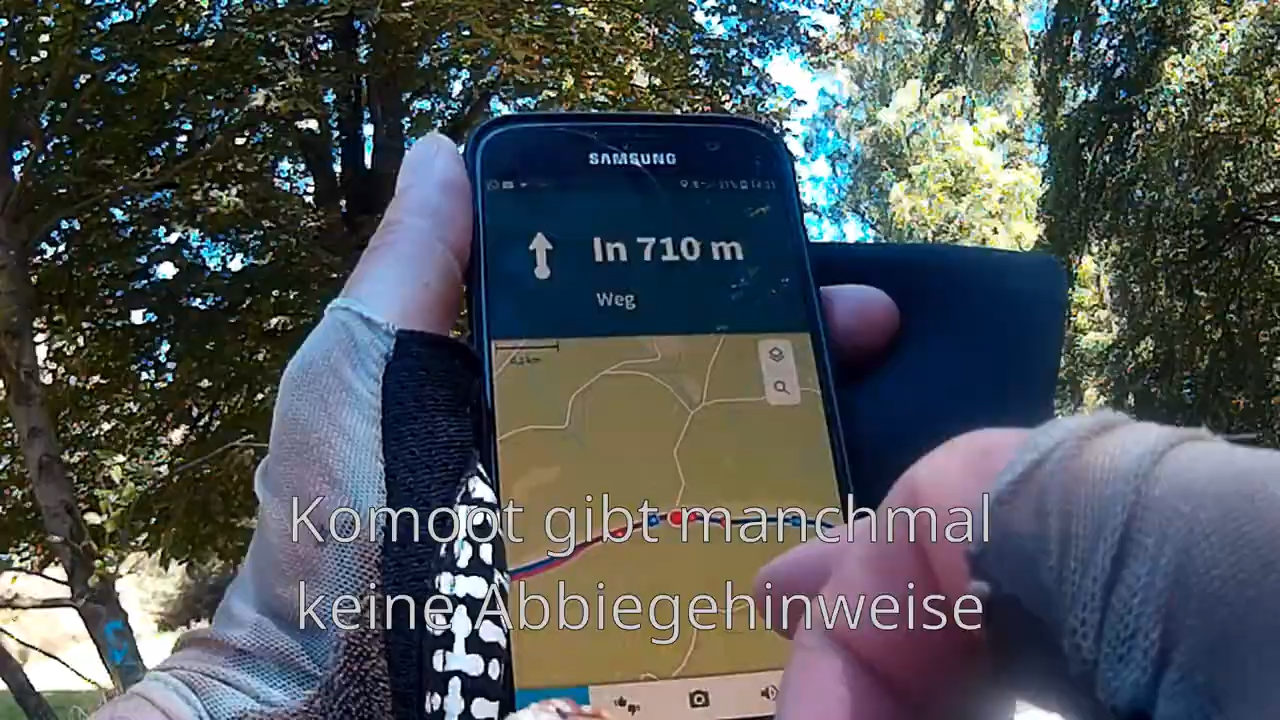 SAMSUNG
In 710 m
Weg
Komoot gibt manchmal
keine Abbiegehinweise